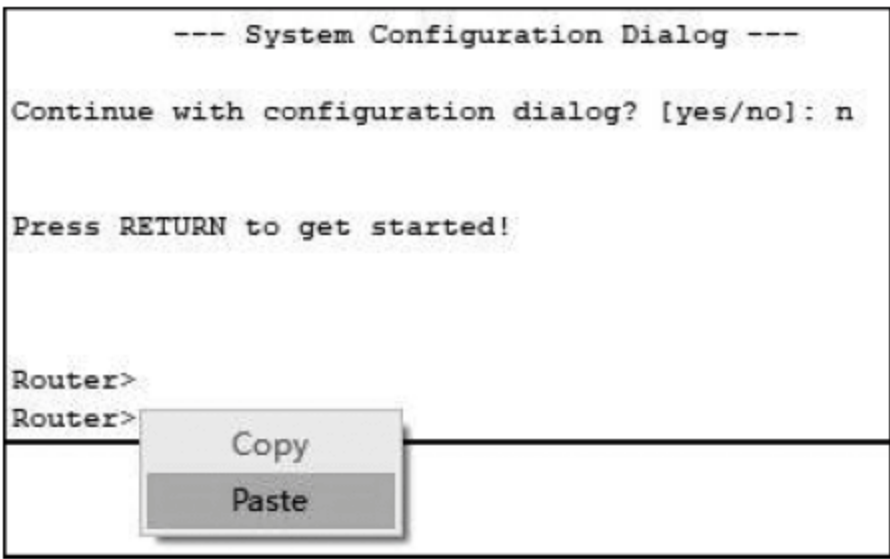 --- System Configuration Dialog ---
Continue with configuration dialog? [yes/no]: n
Press RETURN to get started!
Router>
Router>
Copy
Paste